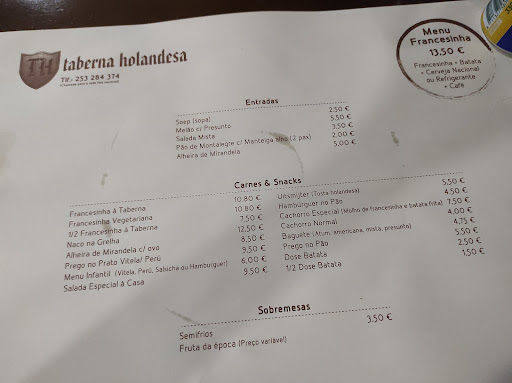 TH
taberna holandesa
Tlf.: 253 284 374
Menu
Francesinha
13,50 €
Francesinha + Batata
+ Cerveja Nacional
ou Refrigerante
+ Café
Entradas
Soep (sopa) 2,50 €
Melão c/ Presunto 5,50 €
Salada Mista 3,50 €
Pão de Montalegre c/ Manteiga alho (2 pax) 2,00 €
Alheira de Mirandela 5,00 €
Carnes & Snacks
Francesinha à Taberna 10,80 €
Francesinha Vegetariana 10,80 €
1/2 Francesinha à Taberna 7,50 €
Naco na Grelha 12,50 €
Alheira de Mirandela c/ ovo 8,50 €
Prego no Prato Vitela/ Perú 9,50 €
Menu Infantil (Vitela, Perú, Salsicha ou Hamburguer) 6,00 €
Salada Especial à Casa 9,50 €
Uitsmijter (Tosta holandesa) 5,50 €
Hamburguer no Pão 4,50 €
Cachorro Especial (Molho de francesinha e batata frita) 7,50 €
Cachorro Normal 4,00 €
Baguete (Atum, americana, mista, presunto) 4,75 €
Prego no Pão 5,50 €
Dose Batata 2,50 €
1/2 Dose Batata 1,50 €
Sobremesas
Semifrios 3,50 €
Fruta da época (Preço variável)